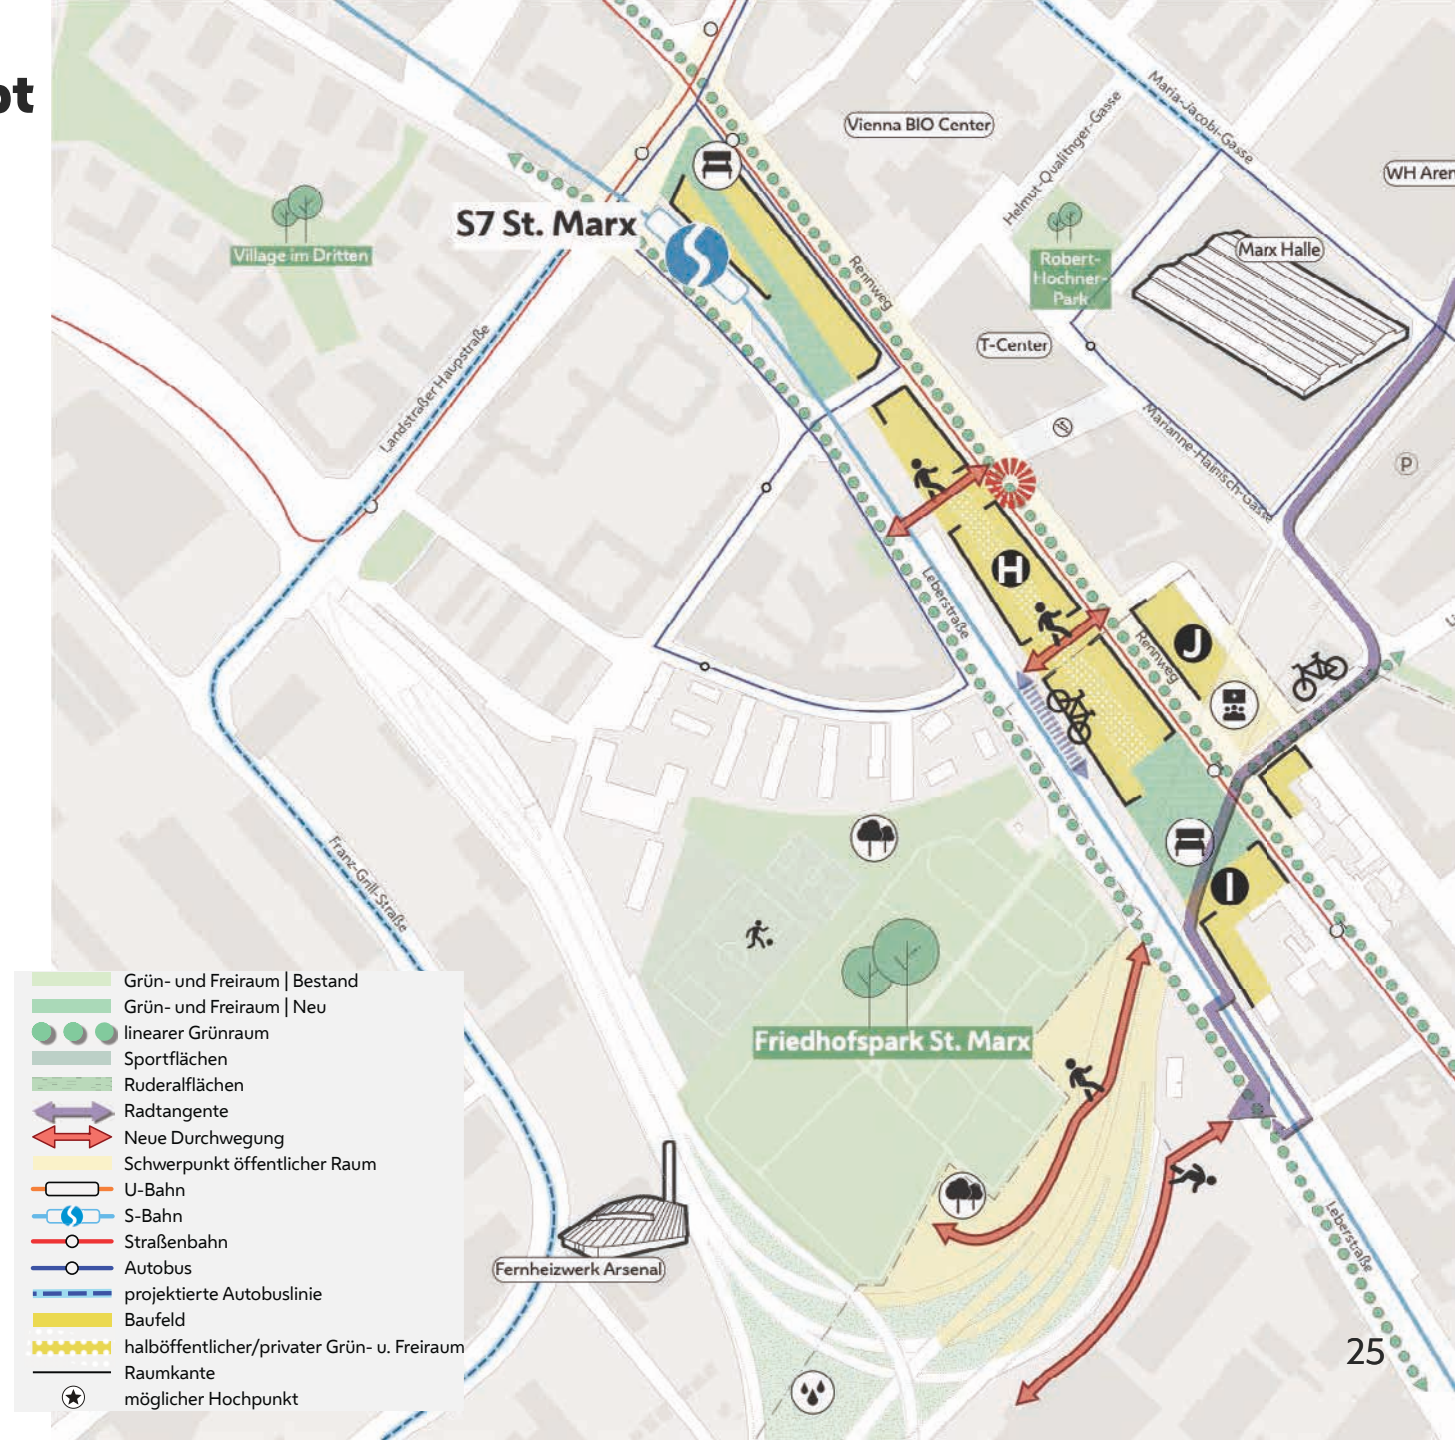 ot
Vienna BIO Center
Maria-Jacobi-Gasse
Helmut-Qualtinger-Gasse
WH Aren
S7 St. Marx
Village im Dritten
Marx Halle
Robert-
Hochner-
Park
Rennweg
T-Center
Landstraßer Haupstraße
Marianne-Hainisch-Gasse
P
H
Leberstraße
J
Rennweg
Franz-Grill-Straße
I
Friedhofspark St. Marx
Fernheizwerk Arsenal
Leberstraße
Grün- und Freiraum | Bestand
Grün- und Freiraum | Neu
linearer Grünraum
Sportflächen
Ruderalflächen
Radtangente
Neue Durchwegung
Schwerpunkt öffentlicher Raum
U-Bahn
S-Bahn
Straßenbahn
Autobus
projektierte Autobuslinie
Baufeld
halböffentlicher/privater Grün- u. Freiraum
Raumkante
möglicher Hochpunkt
25